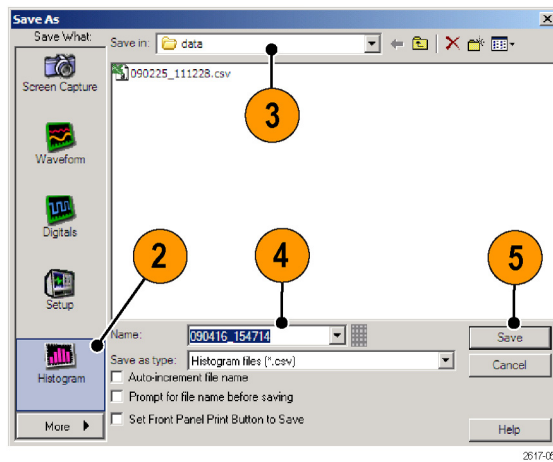 Save As
Save What:
Save in: data
Screen Capture
090225_111228.csv
3
Waveform
Digitals
2
4
5
Setup
Name: 090416_154714
Save
Save as type: Histogram files (*.csv)
Cancel
Histogram
Auto-increment file name
Prompt for file name before saving
More
Set Front Panel Print Button to Save
Help